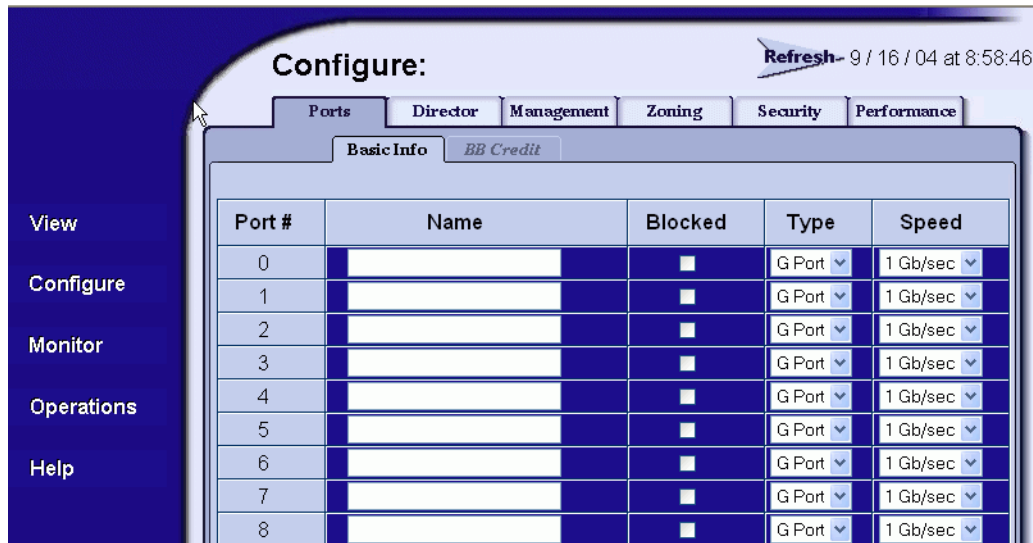 Configure:
Refresh - 9 / 16 / 04 at 8:58:46
Ports Director Management Zoning Security Performance
Basic Info BB Credit
View
Configure
Monitor
Operations
Help
Port # Name Blocked Type Speed
0 G Port 1 Gb/sec
1 G Port 1 Gb/sec
2 G Port 1 Gb/sec
3 G Port 1 Gb/sec
4 G Port 1 Gb/sec
5 G Port 1 Gb/sec
6 G Port 1 Gb/sec
7 G Port 1 Gb/sec
8 G Port 1 Gb/sec